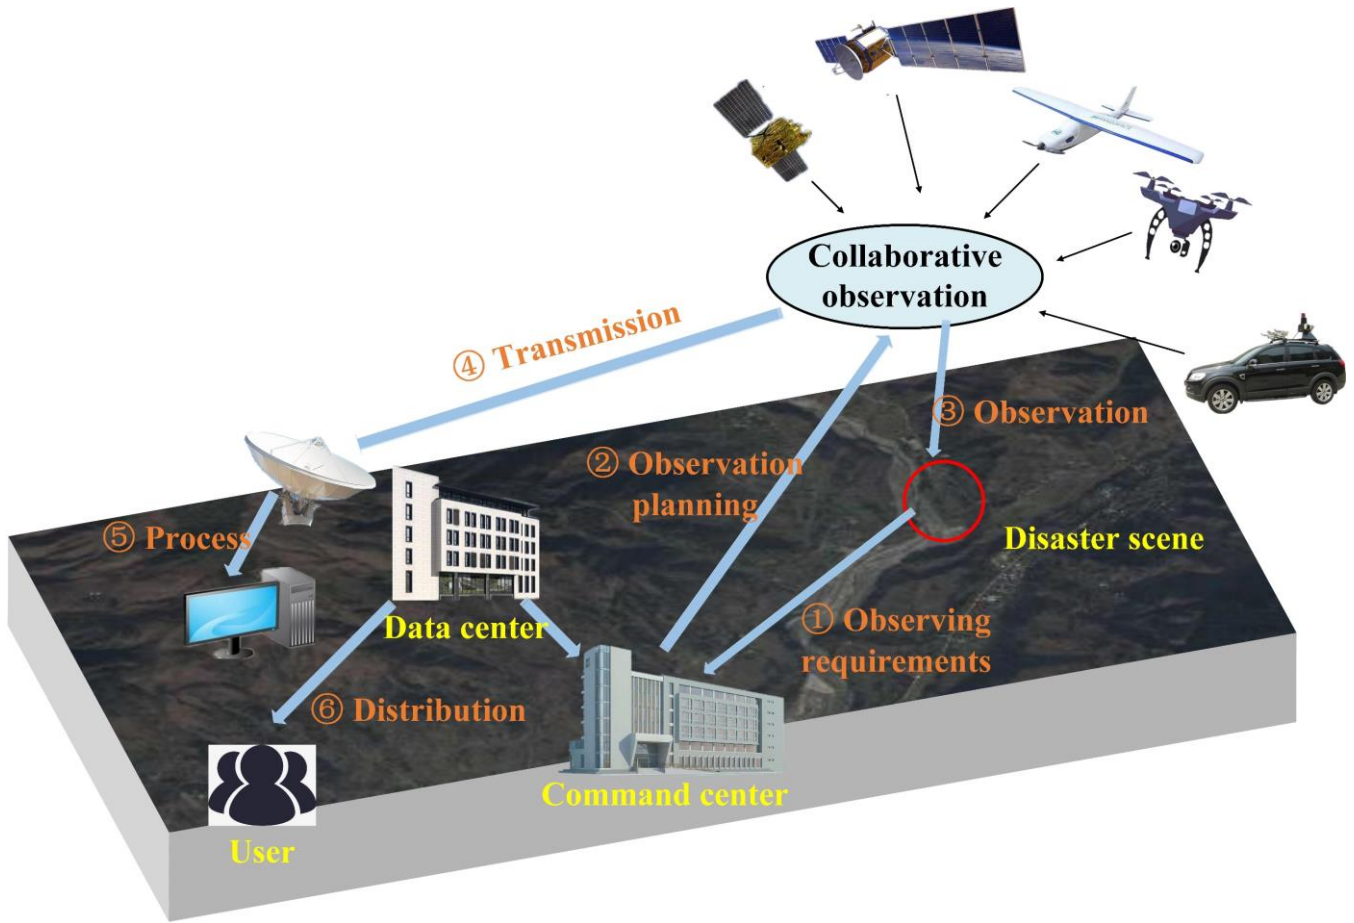 Collaborative
observation
④ Transmission
③ Observation
② Observation
planning
⑤ Process
Disaster scene
Data center
① Observing
requirements
⑥ Distribution
Command center
User